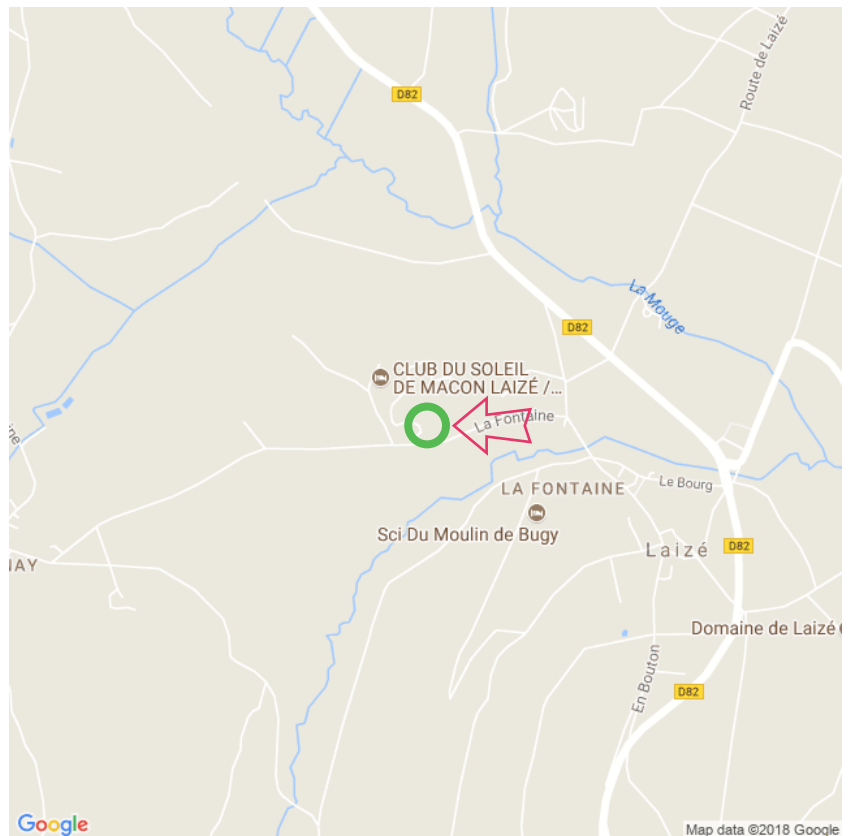 D82
Route de Laizé
La Mouge
D82
CLUB DU SOLEIL
DE MACON LAIZÉ /...
La Fontaine
LA FONTAINE
Le Bourg
Sci Du Moulin de Bugy
Laizé
D82
NAY
Domaine de Laizé
En Bouton
D82
Google
Map data ©2018 Google